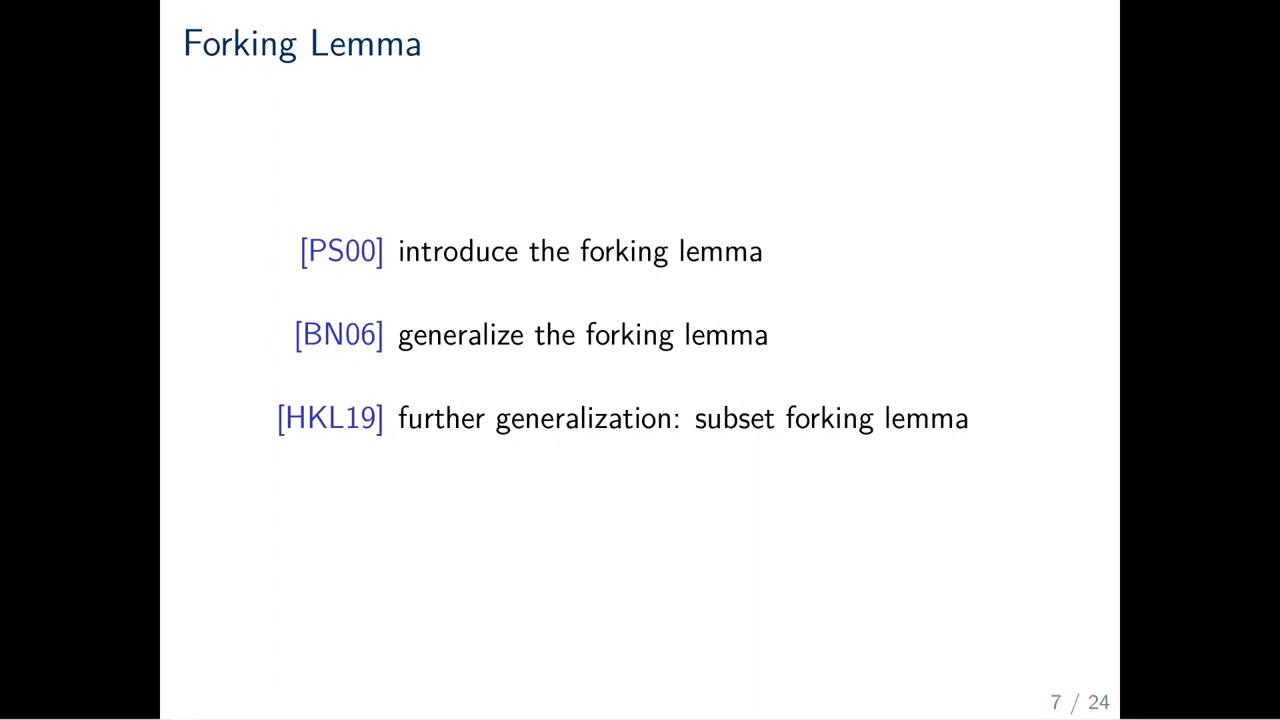 Forking Lemma
[PS00] introduce the forking lemma
[BN06] generalize the forking lemma
[HKL19] further generalization: subset forking lemma
7 / 24